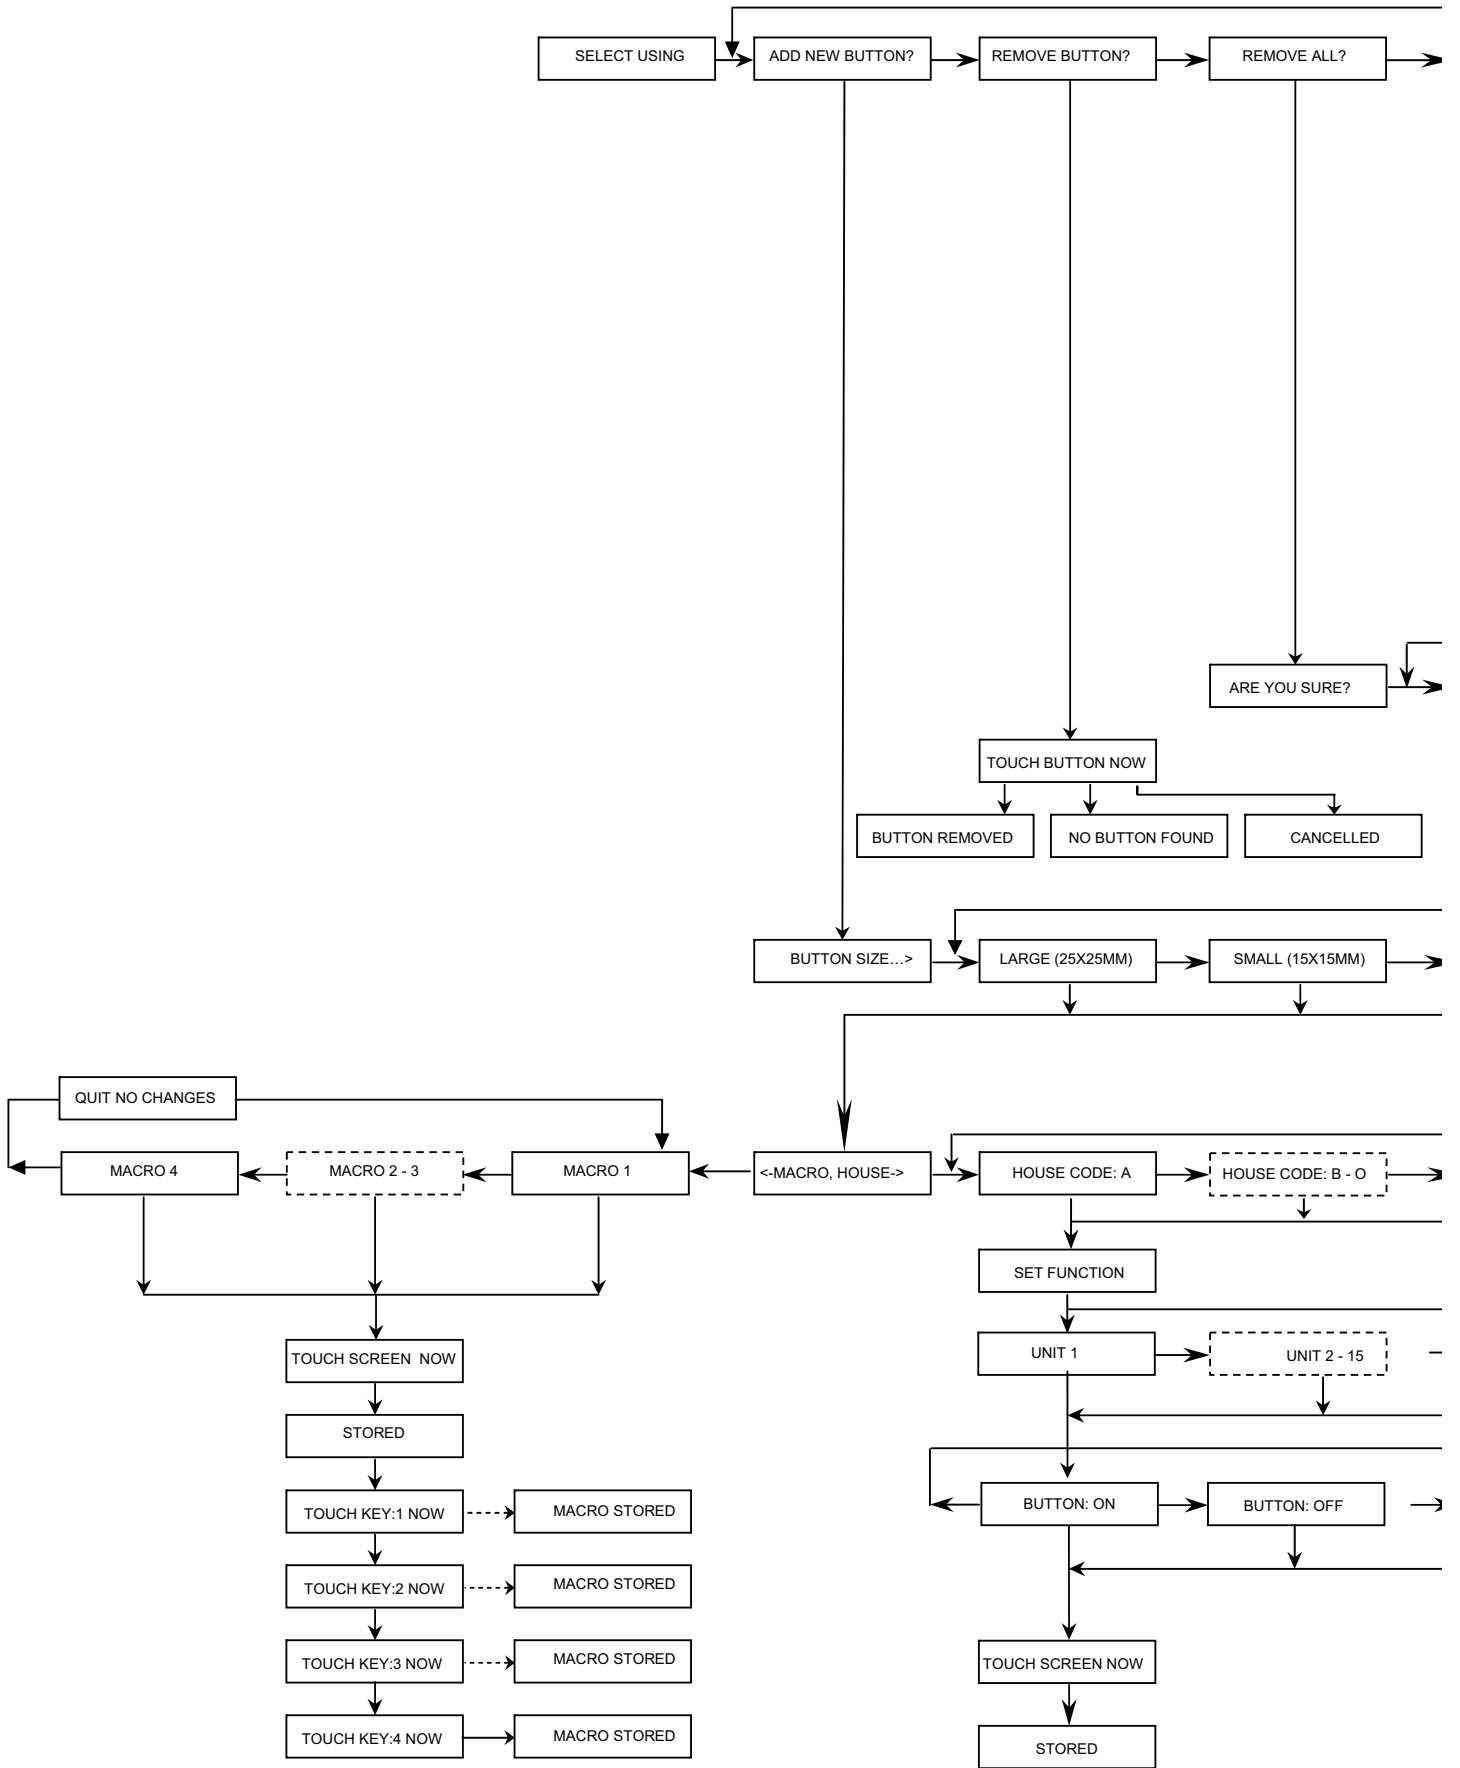 SELECT USING
ADD NEW BUTTON?
REMOVE BUTTON?
REMOVE ALL?
ARE YOU SURE?
TOUCH BUTTON NOW
BUTTON REMOVED
NO BUTTON FOUND
CANCELLED
BUTTON SIZE...>
LARGE (25X25MM)
SMALL (15X15MM)
QUIT NO CHANGES
MACRO 4
MACRO 2 - 3
MACRO 1
<-MACRO, HOUSE->
HOUSE CODE: A
HOUSE CODE: B - O
SET FUNCTION
UNIT 1
UNIT 2 - 15
TOUCH SCREEN  NOW
STORED
BUTTON: ON
BUTTON: OFF
TOUCH KEY:1 NOW
MACRO STORED
TOUCH KEY:2 NOW
MACRO STORED
TOUCH KEY:3 NOW
MACRO STORED
TOUCH SCREEN NOW
TOUCH KEY:4 NOW
MACRO STORED
STORED